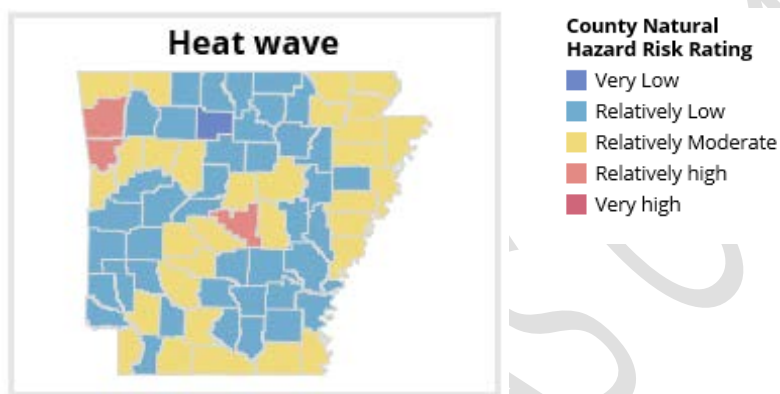 Heat wave
County Natural
Hazard Risk Rating
Very Low
Relatively Low
Relatively Moderate
Relatively high
Very high